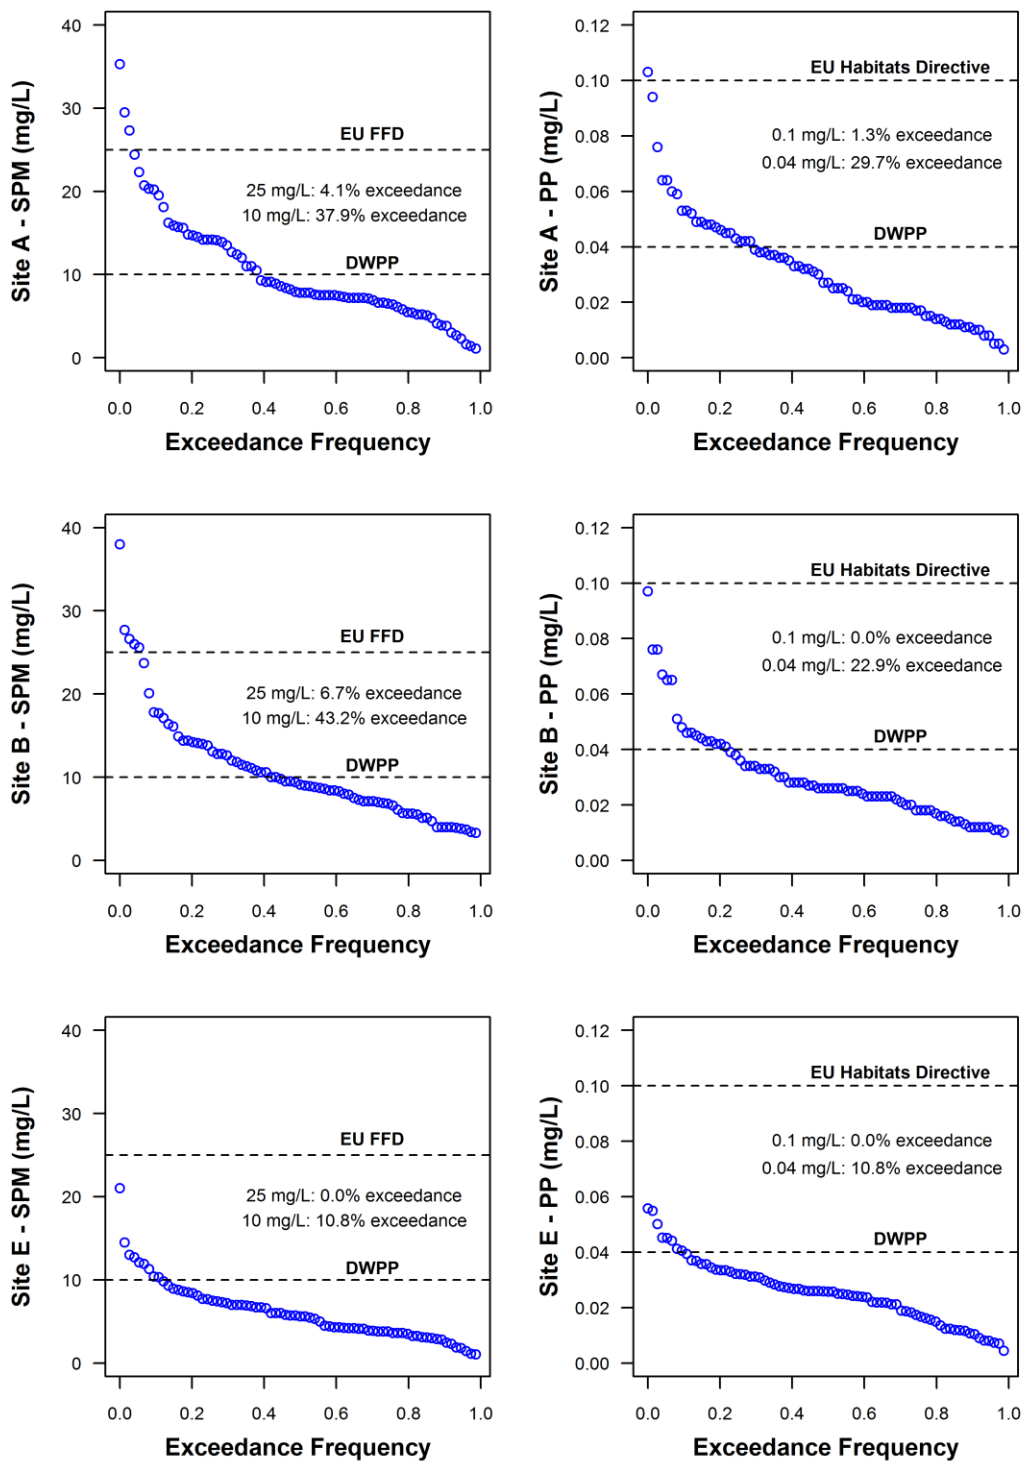 Site A - SPM (mg/L)
40
30
20
10
0
EU FFD
25 mg/L: 4.1% exceedance
10 mg/L: 37.9% exceedance
DWPP
0.0 0.2 0.4 0.6 0.8 1.0
Exceedance Frequency
Site A - PP (mg/L)
0.12
0.10
0.08
0.06
0.04
0.02
0.00
EU Habitats Directive
0.1 mg/L: 1.3% exceedance
0.04 mg/L: 29.7% exceedance
DWPP
0.0 0.2 0.4 0.6 0.8 1.0
Exceedance Frequency
Site B - SPM (mg/L)
40
30
20
10
0
EU FFD
25 mg/L: 6.7% exceedance
10 mg/L: 43.2% exceedance
DWPP
0.0 0.2 0.4 0.6 0.8 1.0
Exceedance Frequency
Site B - PP (mg/L)
0.12
0.10
0.08
0.06
0.04
0.02
0.00
EU Habitats Directive
0.1 mg/L: 0.0% exceedance
0.04 mg/L: 22.9% exceedance
DWPP
0.0 0.2 0.4 0.6 0.8 1.0
Exceedance Frequency
Site E - SPM (mg/L)
40
30
20
10
0
EU FFD
25 mg/L: 0.0% exceedance
10 mg/L: 10.8% exceedance
DWPP
0.0 0.2 0.4 0.6 0.8 1.0
Exceedance Frequency
Site E - PP (mg/L)
0.12
0.10
0.08
0.06
0.04
0.02
0.00
EU Habitats Directive
0.1 mg/L: 0.0% exceedance
0.04 mg/L: 10.8% exceedance
DWPP
0.0 0.2 0.4 0.6 0.8 1.0
Exceedance Frequency